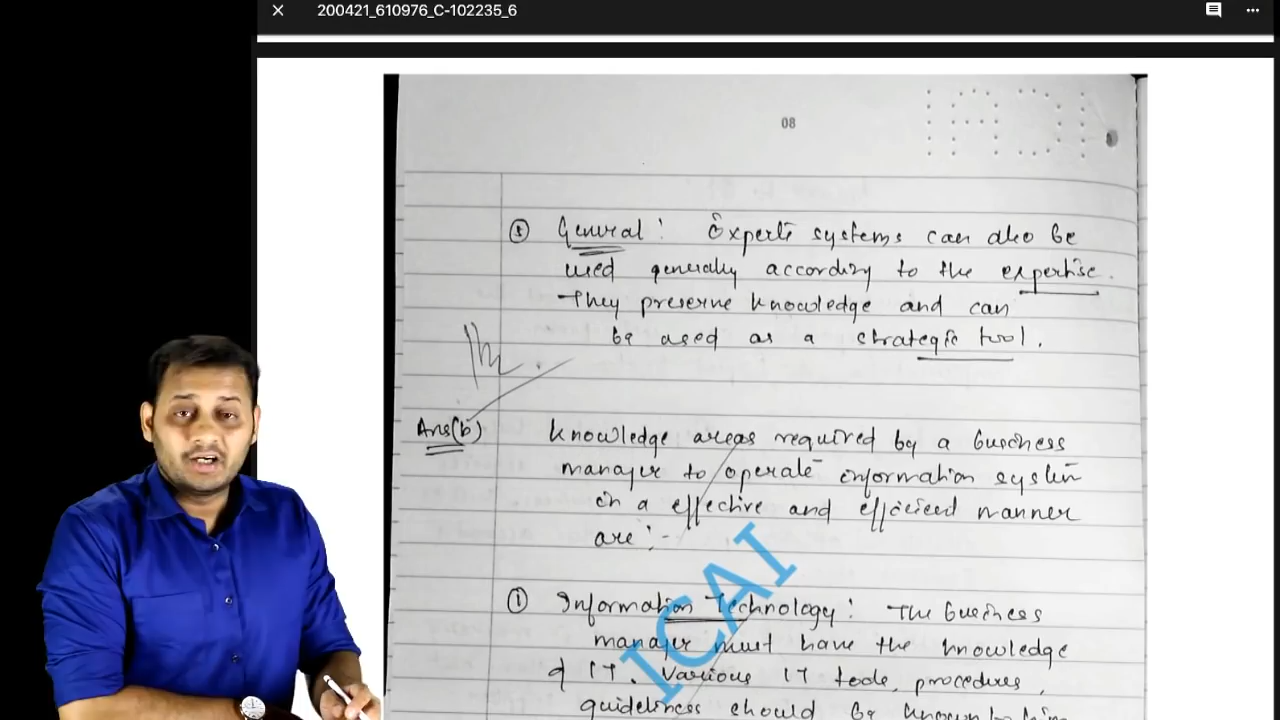 200421_610976_C-102235_6
08
⑤ General: Experts systems can also be
used generally according to the expertise.
They preserve knowledge and can
be used as a strategic tool.
Ans(b) Knowledge areas required by a business
manager to operate information system
in a effective and efficient manner
are:-
① Information Technology: The business
manager must have the knowledge
of IT. Various IT tools, procedures,
guidelines should be known to him
ICAI